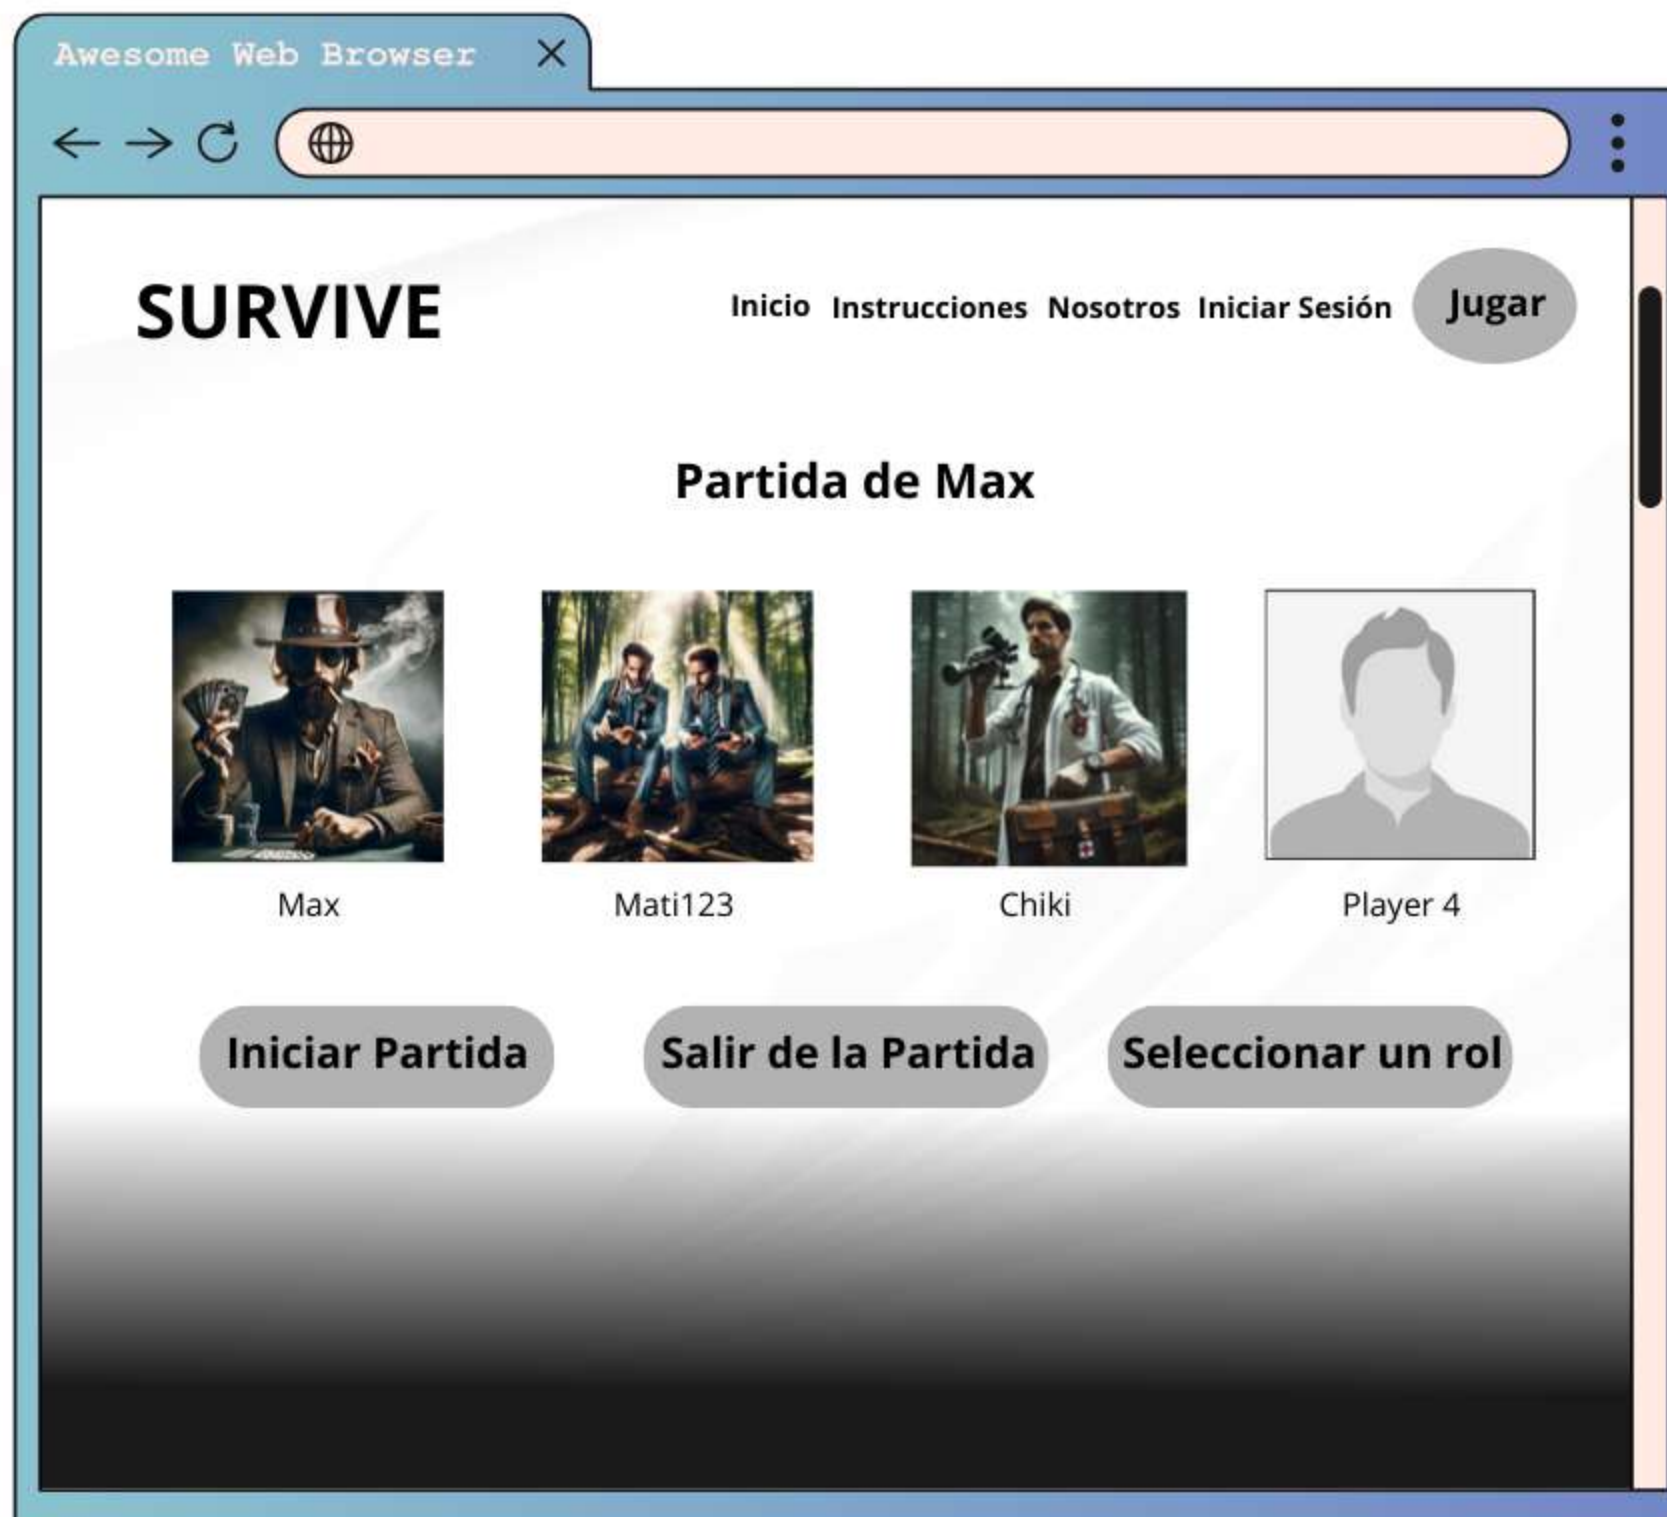 Awesome Web Browser
SURVIVE
Inicio Instrucciones Nosotros Iniciar Sesión Jugar
Partida de Max
Max Mati123 Chiki Player 4
Iniciar Partida Salir de la Partida Seleccionar un rol